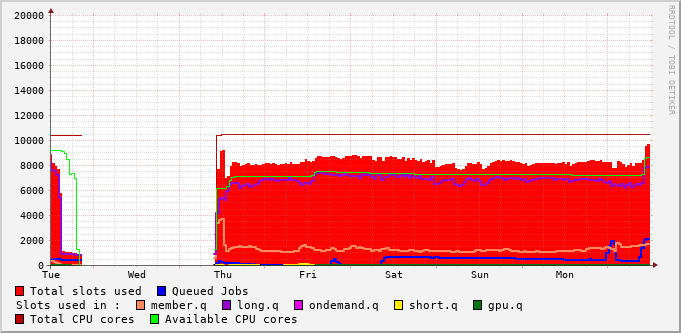 20000
18000
16000
14000
12000
10000
8000
6000
4000
2000
0
Tue Wed Thu Fri Sat Sun Mon
Total slots used Queued Jobs
Slots used in : member.q long.q ondemand.q short.q gpu.q
Total CPU cores Available CPU cores
RRDTOOL / TOBI OETIKER